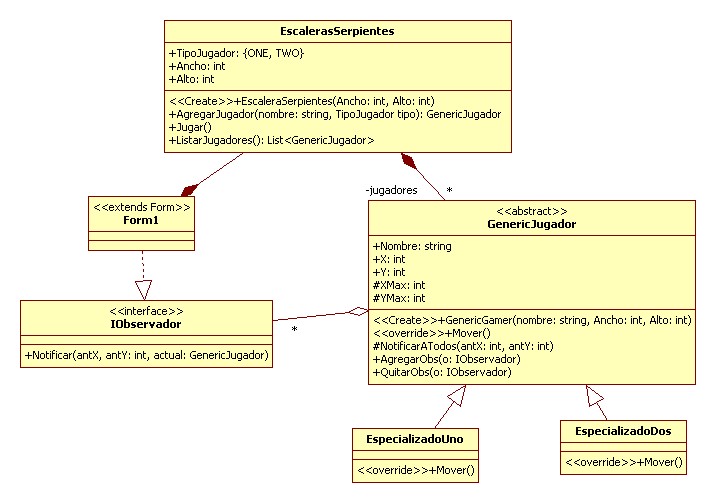 EscalerasSerpientes
+TipoJugador: {ONE, TWO}
+Ancho: int
+Alto: int
<<Create>>+EscaleraSerpientes(Ancho: int, Alto: int)
+AgregarJugador(nombre: string, TipoJugador tipo): GenericJugador
+Jugar()
+ListarJugadores(): List<GenericJugador>
-jugadores
*
<<extends Form>>
Form1
<<abstract>>
GenericJugador
+Nombre: string
+X: int
+Y: int
#XMax: int
#YMax: int
<<Create>>+GenericGamer(nombre: string, Ancho: int, Alto: int)
<<override>>+Mover()
#NotificarATodos(antX: int, antY: int)
+AgregarObs(o: IObservador)
+QuitarObs(o: IObservador)
<<interface>>
IObservador
+Notificar(antX, antY: int, actual: GenericJugador)
*
EspecializadoUno
<<override>>+Mover()
EspecializadoDos
<<override>>+Mover()